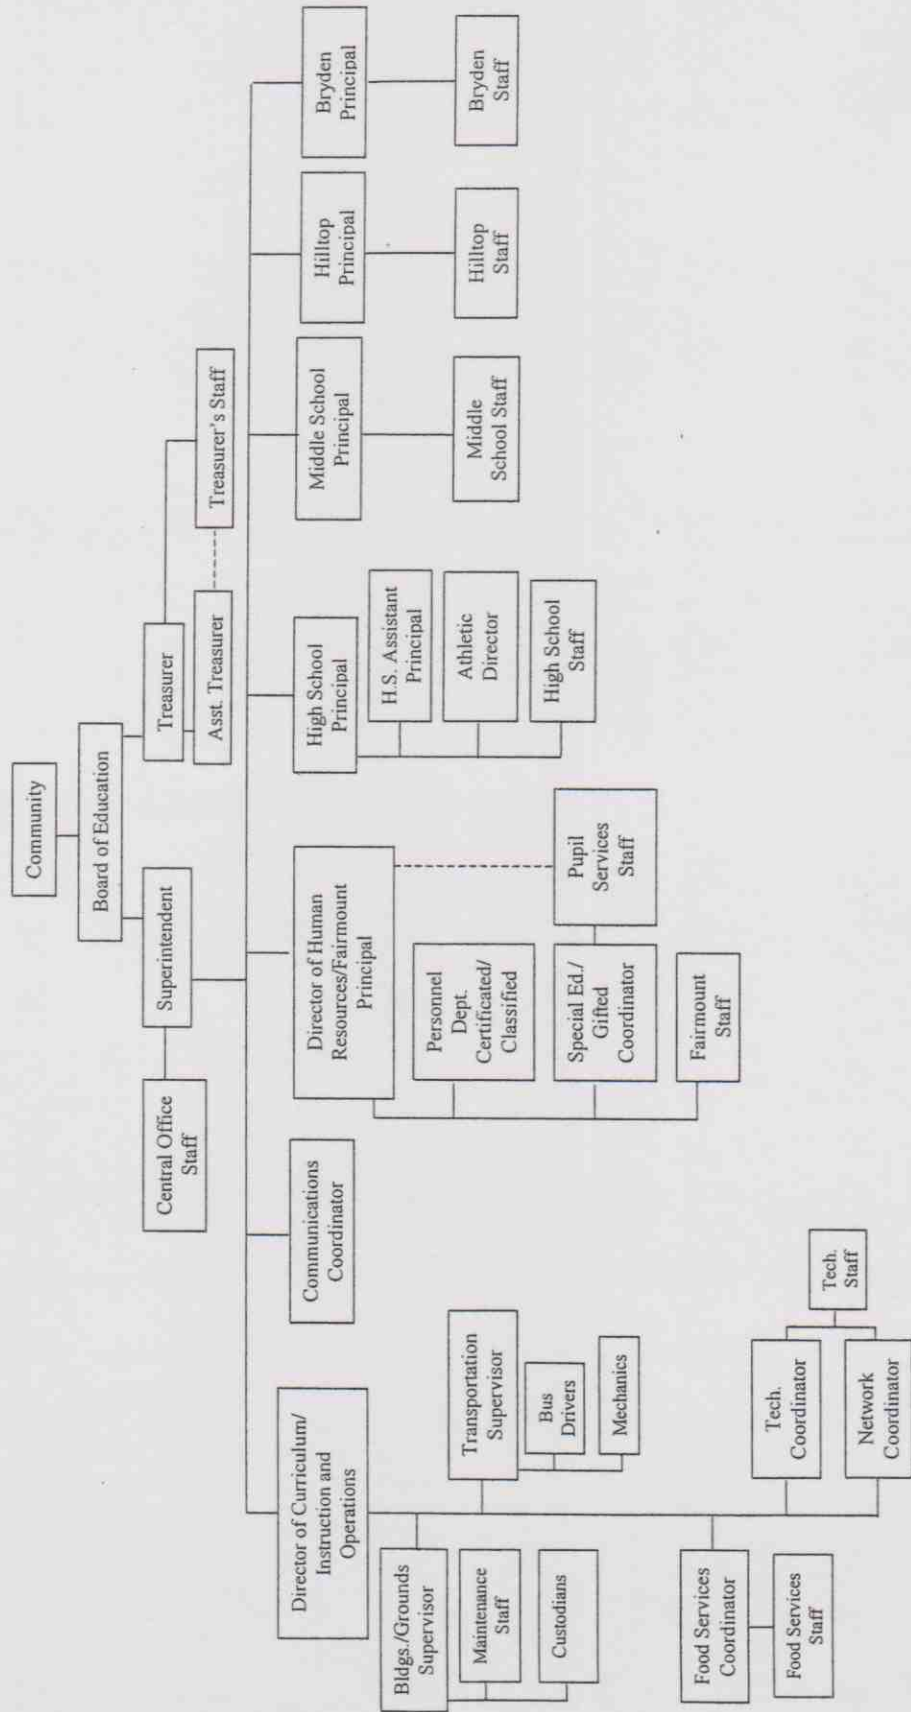 Community
Board of Education
Superintendent
Treasurer
Central Office
Staff
Asst. Treasurer
Treasurer's Staff
Director of Curriculum/
Instruction and
Operations
Communications
Coordinator
Director of Human
Resources/Fairmount
Principal
High School
Principal
Middle School
Principal
Hilltop
Principal
Bryden
Principal
Bldgs./Grounds
Supervisor
Maintenance
Staff
Custodians
Transportation
Supervisor
Bus
Drivers
Mechanics
Food Services
Coordinator
Food Services
Staff
Tech.
Coordinator
Network
Coordinator
Tech.
Staff
Personnel
Dept.
Certificated/
Classified
Special Ed./
Gifted
Coordinator
Pupil
Services
Staff
Fairmount
Staff
H.S. Assistant
Principal
Athletic
Director
High School
Staff
Middle
School Staff
Hilltop
Staff
Bryden
Staff